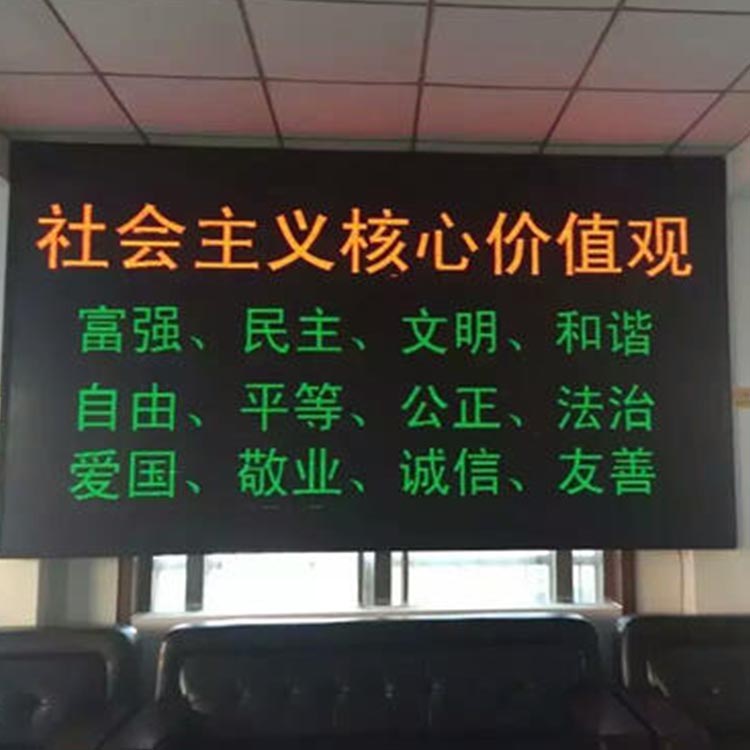 社会主义核心价值观
富强、民主、文明、和谐
自由、平等、公正、法治
爱国、敬业、诚信、友善